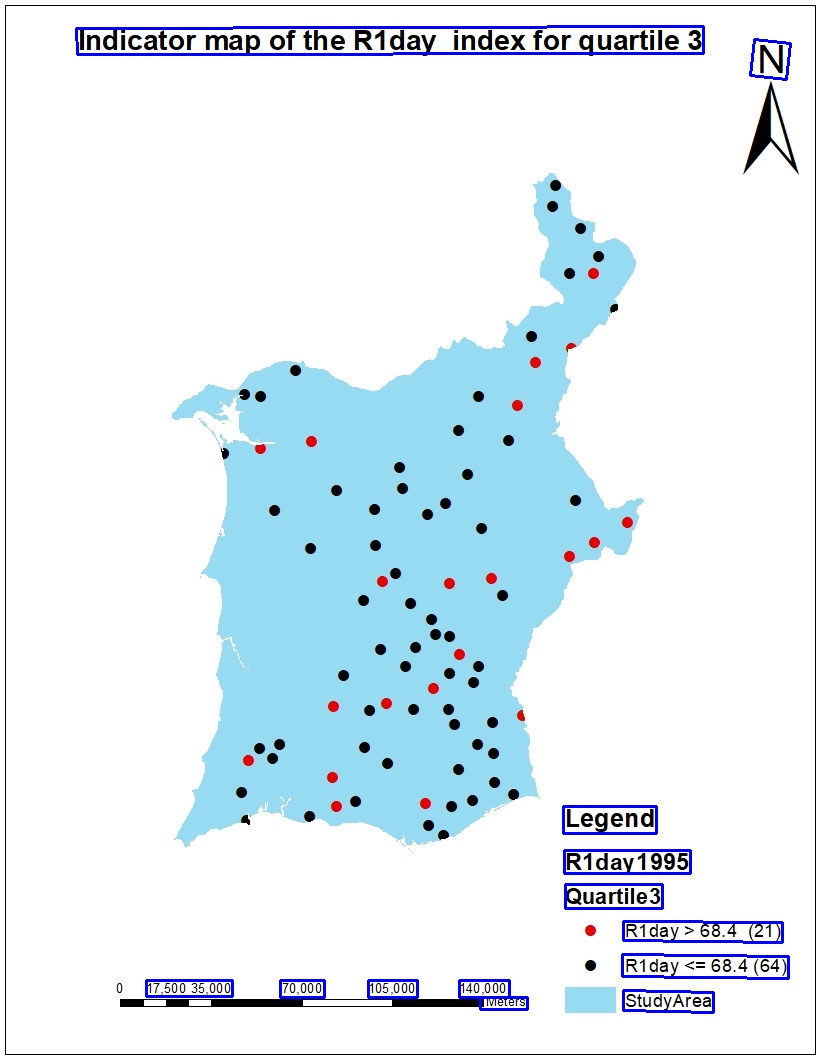 Indicator map of the R1day index for quartile 3
N
Legend
R1day1995
Quartile3
R1day > 68.4 (21)
R1day <= 68.4 (64)
StudyArea
0 17,500 35,000 70,000 105,000 140,000
Meters